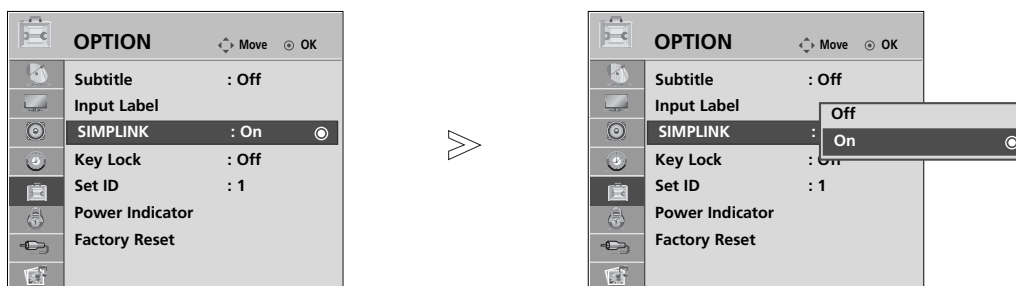 OPTION Move OK
Subtitle : Off
Input Label
SIMPLINK : On
Key Lock : Off
Set ID : 1
Power Indicator
Factory Reset
OPTION Move OK
Subtitle : Off
Input Label
SIMPLINK :
Key Lock : Off
Set ID : 1
Power Indicator
Factory Reset
Off
On